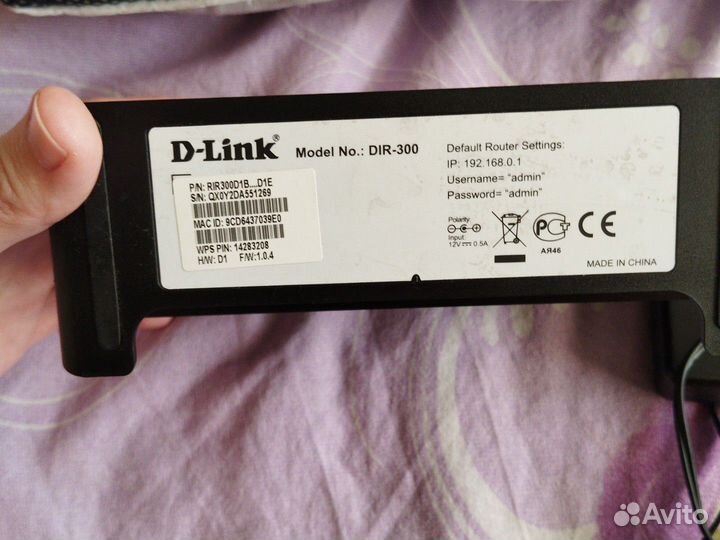 D-Link®
Model No.: DIR-300
P/N: RIR300D1B....D1E
S/N: QX0Y2DA551269
MAC ID: 9CD6437039E0
WPS PIN: 14283208
H/W: D1 F/W:1.0.4
Default Router Settings:
IP: 192.168.0.1
Username= "admin"
Password= "admin"
Polarity:
Input:
12V 0.5A
РСТ
АЯ46
CE
MADE IN CHINA
Avito